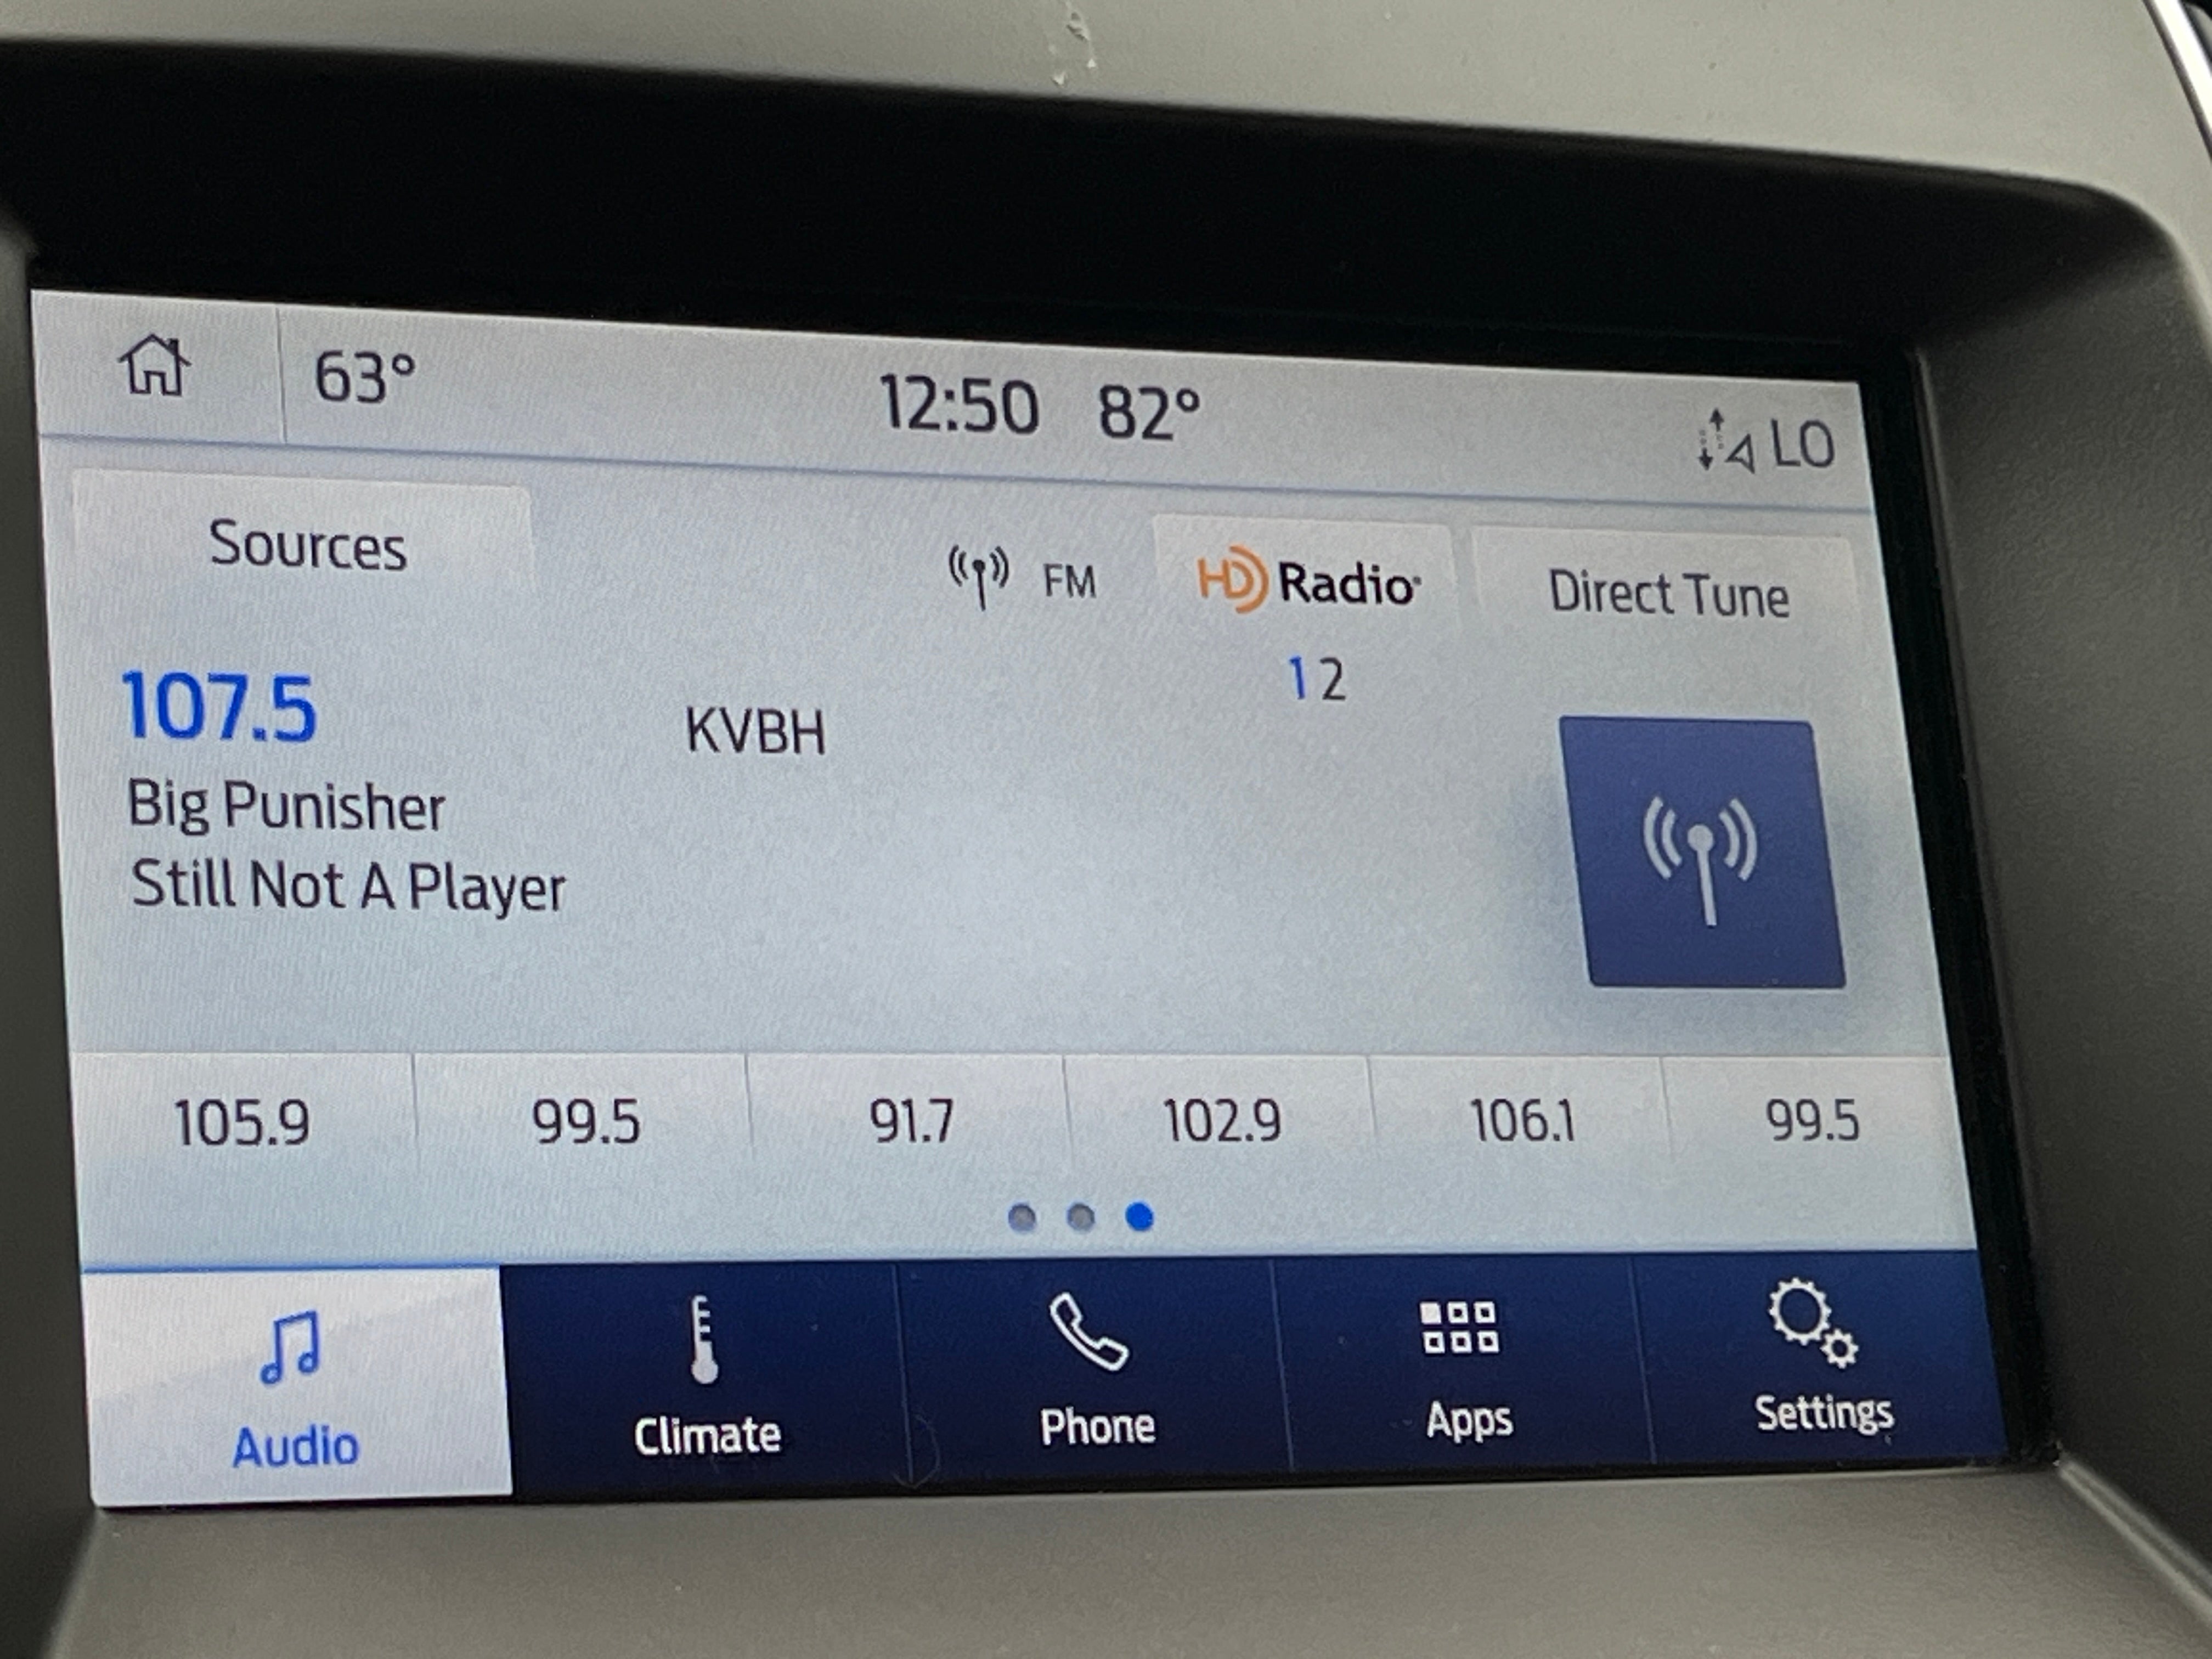 63° 12:50 82° LO
Sources FM HD Radio Direct Tune
1 2
107.5 KVBH
Big Punisher
Still Not A Player
105.9 99.5 91.7 102.9 106.1 99.5
Audio Climate Phone Apps Settings